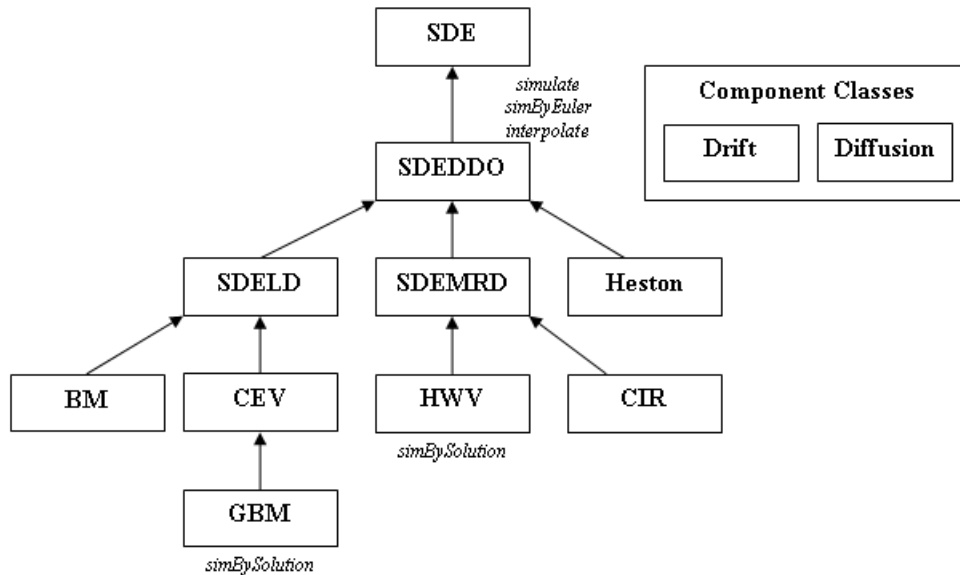 SDE
simulate
simByEuler
interpolate
Component Classes
Drift Diffusion
SDEDDO
SDELD SDEMRD Heston
BM CEV HWV CIR
simBySolution
GBM
simBySolution